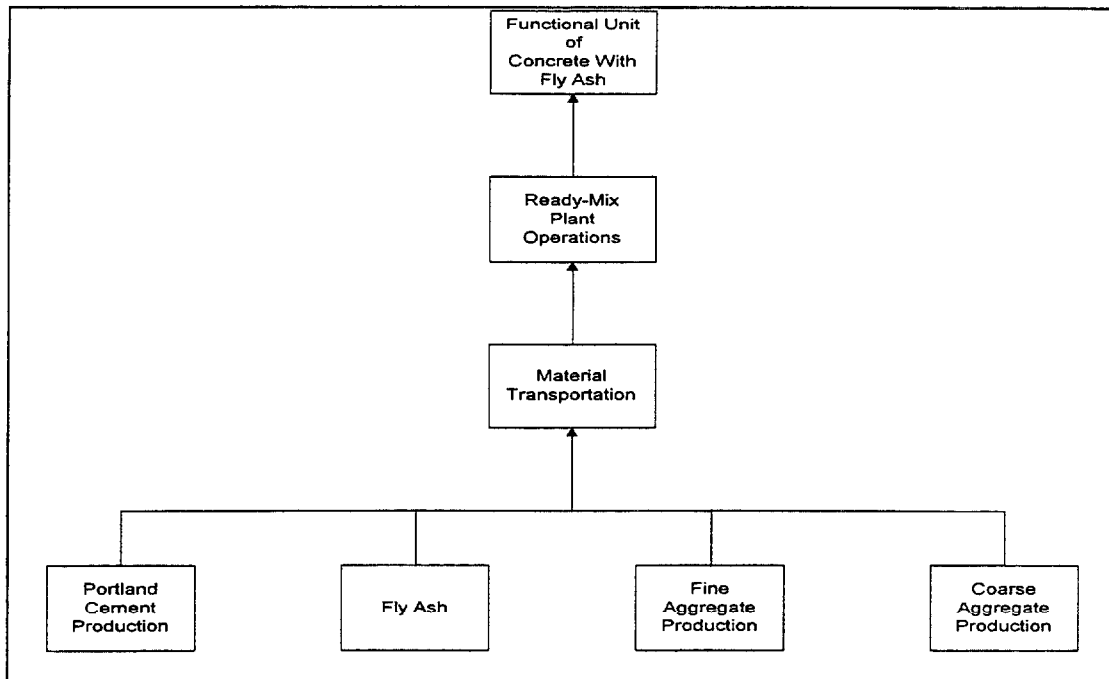 Functional Unit
of
Concrete With
Fly Ash
Ready-Mix
Plant
Operations
Material
Transportation
Portland
Cement
Production
Fly Ash
Fine
Aggregate
Production
Coarse
Aggregate
Production